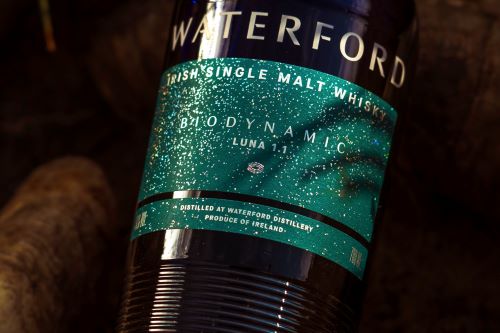 WATERFORD
IRISH SINGLE MALT WHISKY
BIODYNAMIC
LUNA 1.1
DISTILLED AT WATERFORD DISTILLERY
PRODUCE OF IRELAND